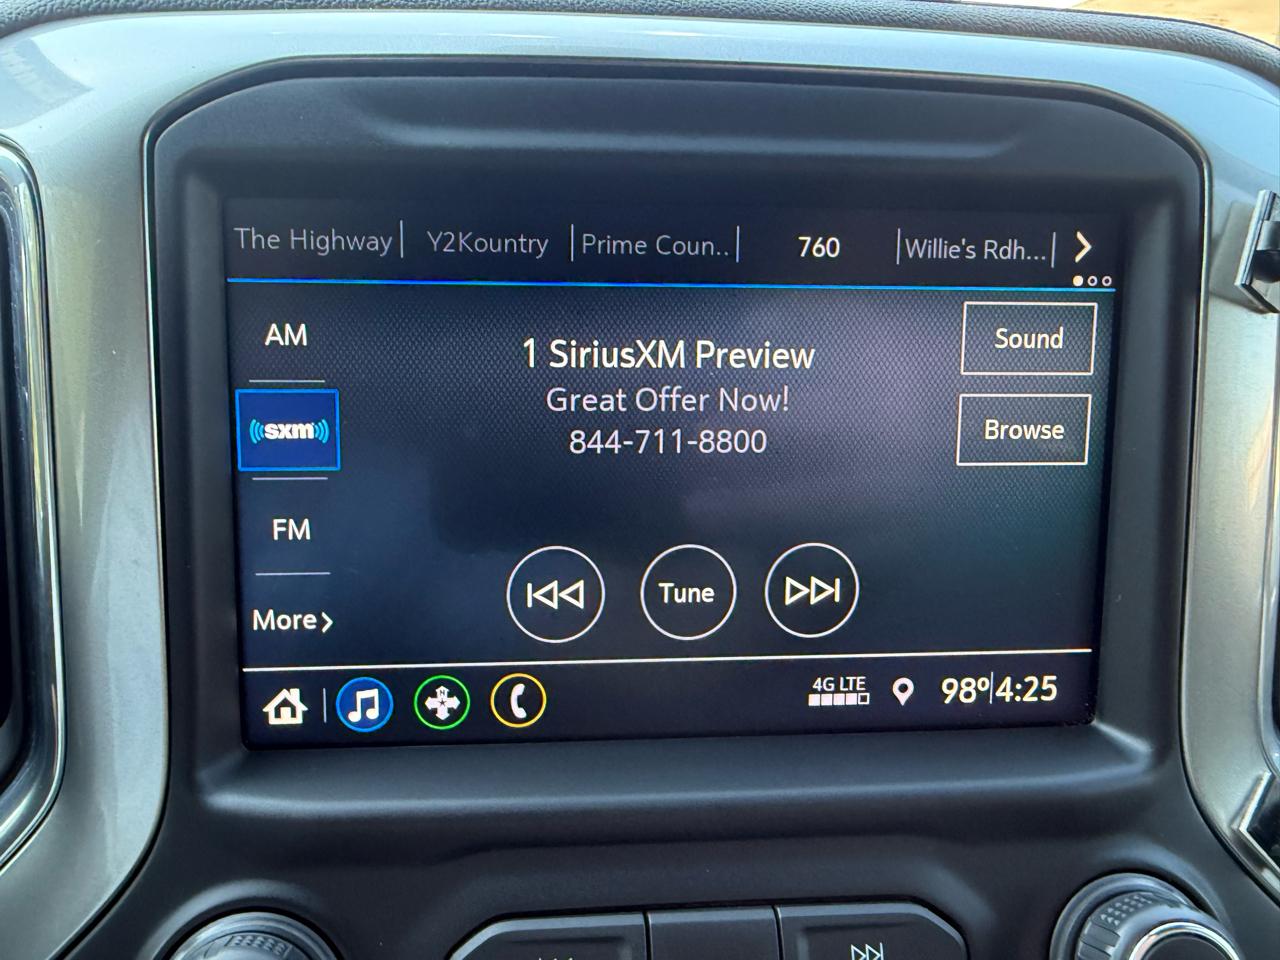 The Highway
Y2Kountry
Prime Coun..
760
Willie's Rdh...
AM
1 SiriusXM Preview
Sound
Great Offer Now!
sxm
844-711-8800
Browse
FM
Tune
More
N
4G LTE
98º 4:25